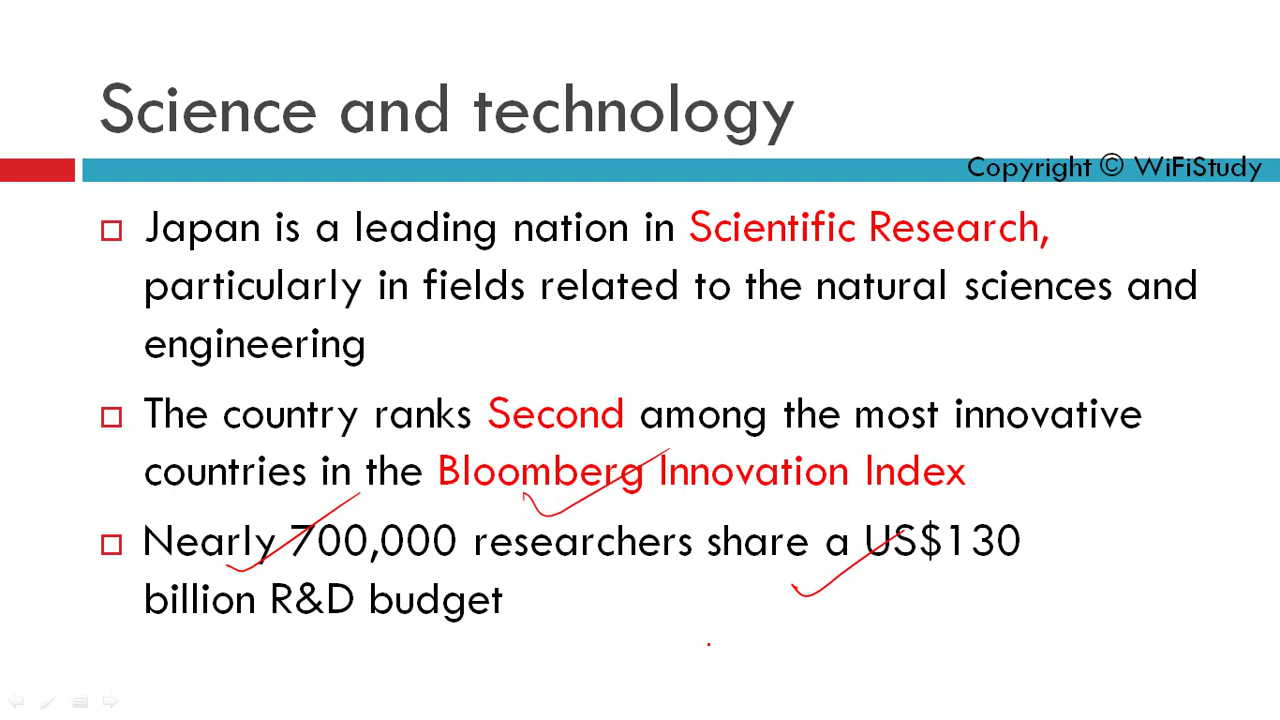 Science and technology
Copyright © WiFiStudy
Japan is a leading nation in Scientific Research,
particularly in fields related to the natural sciences and
engineering
The country ranks Second among the most innovative
countries in the Bloomberg Innovation Index
Nearly 700,000 researchers share a US$130
billion R&D budget